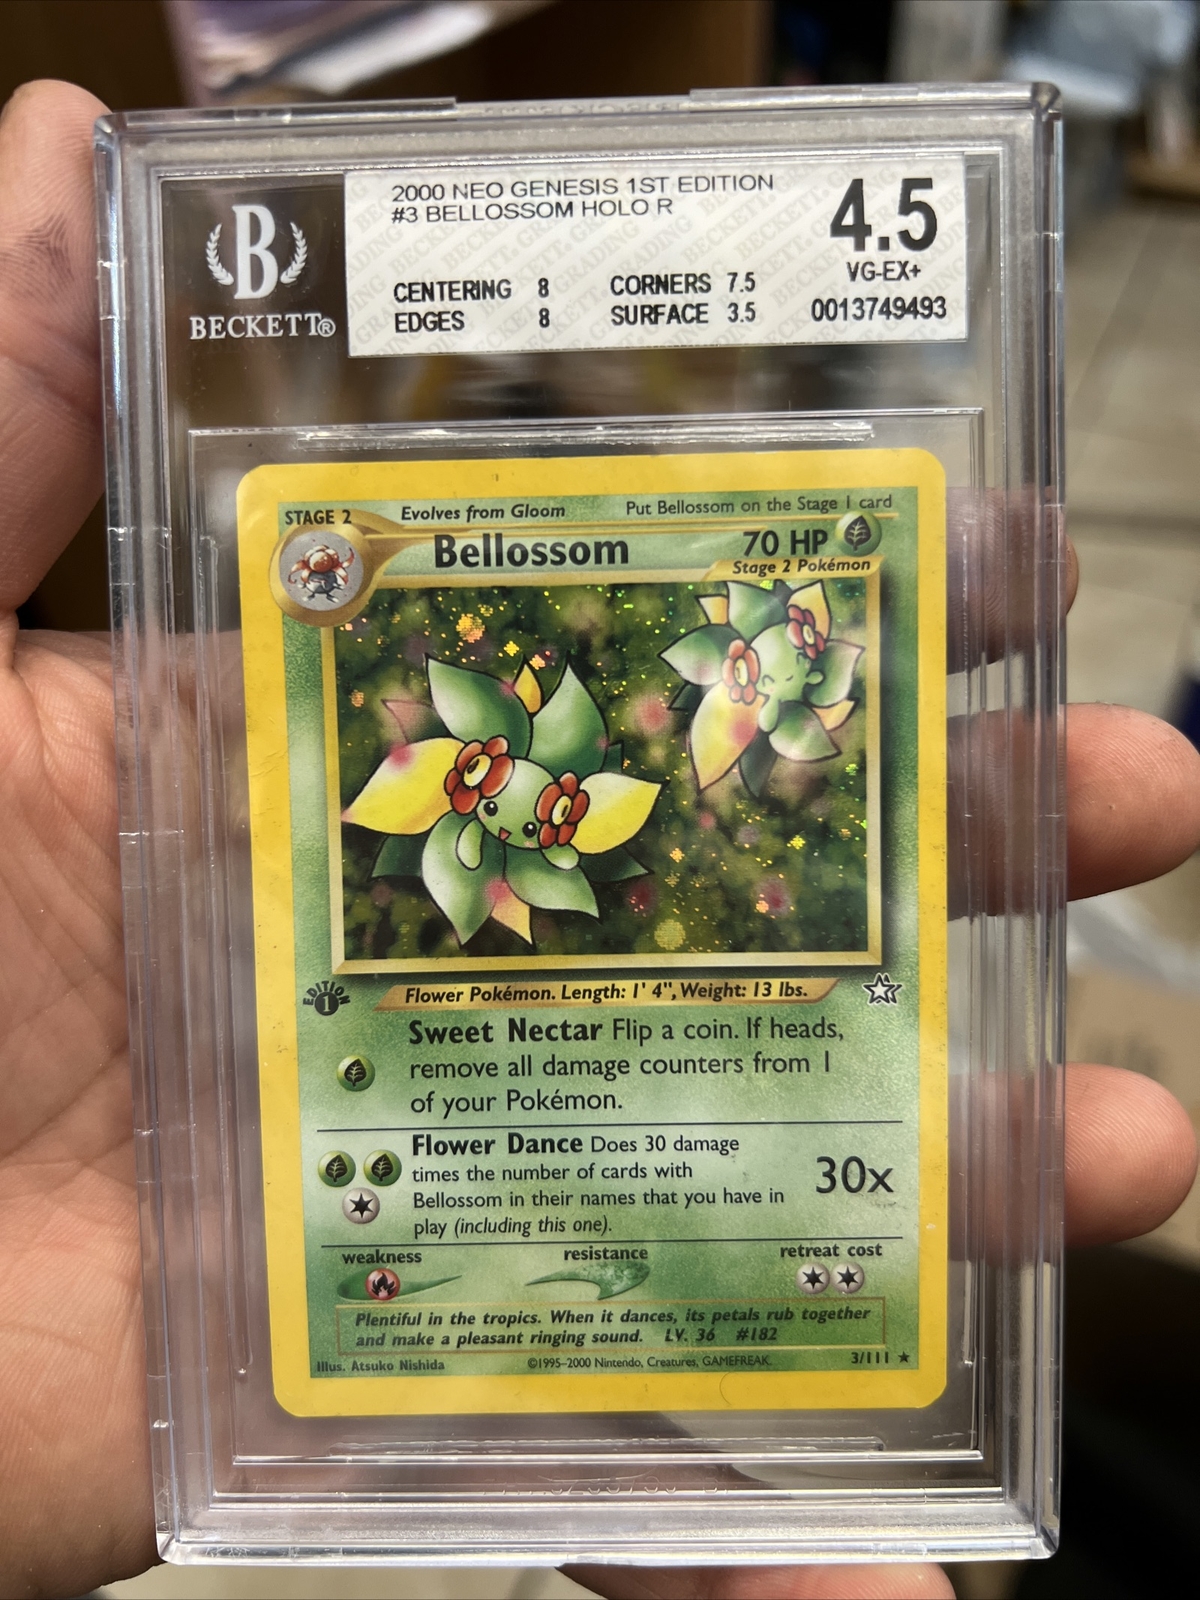 2000 NEO GENESIS 1ST EDITION
#3 BELLOSSOM HOLO R
4.5
VG-EX+
CENTERING 8 CORNERS 7.5
EDGES 8 SURFACE 3.5
0013749493
B
BECKETT®
STAGE 2 Evolves from Gloom Put Bellossom on the Stage 1 card
Bellossom 70 HP
Stage 2 Pokémon
EDITION
1
Flower Pokémon. Length: 1' 4", Weight: 13 lbs.
Sweet Nectar Flip a coin. If heads,
remove all damage counters from 1
of your Pokémon.
Flower Dance Does 30 damage
times the number of cards with
Bellossom in their names that you have in
play (including this one).
30x
weakness resistance retreat cost
Plentiful in the tropics. When it dances, its petals rub together
and make a pleasant ringing sound. LV. 36 #182
Illus. Atsuko Nishida ©1995-2000 Nintendo, Creatures, GAMEFREAK. 3/111 ★